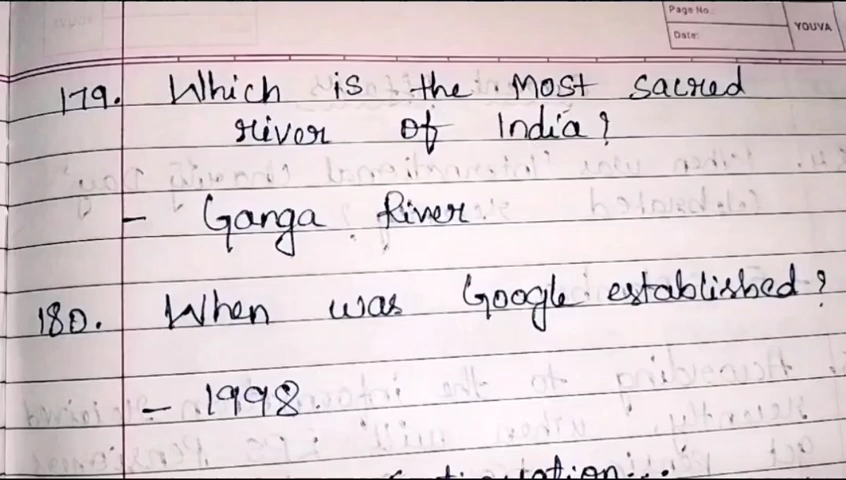 Page No.
Date:
YOUVA
179. Which is the most sacred
river of India?
- Ganga River
180. When was Google established?
- 1998.